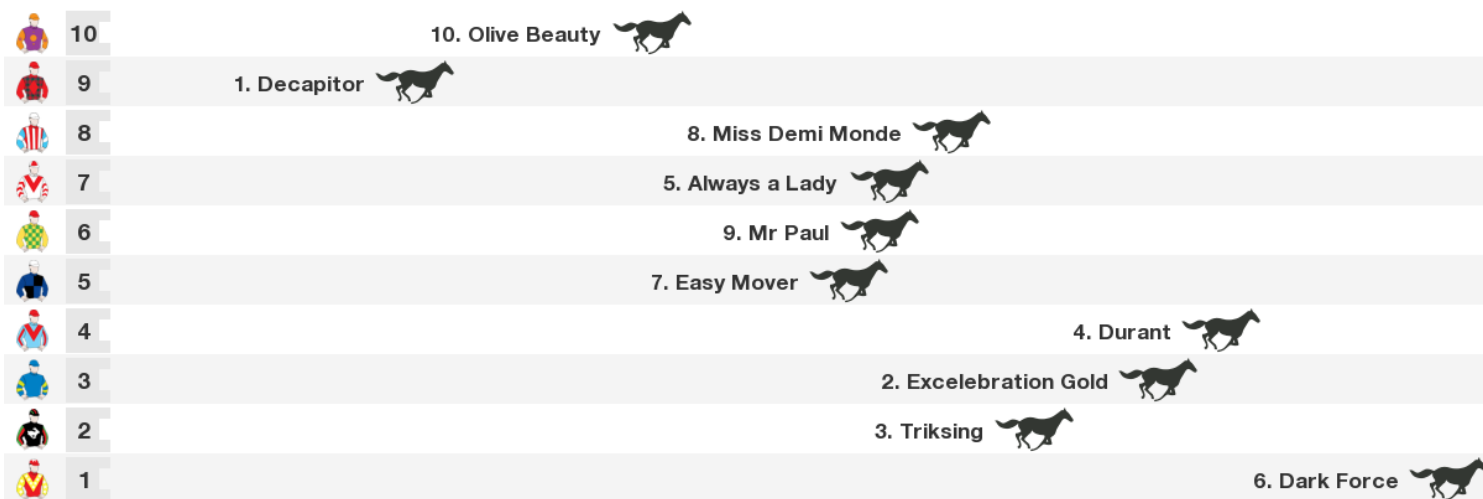 10 10. Olive Beauty
9 1. Decapitor
8 8. Miss Demi Monde
7 5. Always a Lady
6 9. Mr Paul
5 7. Easy Mover
4 4. Durant
3 2. Excelebration Gold
2 3. Triksing
1 6. Dark Force